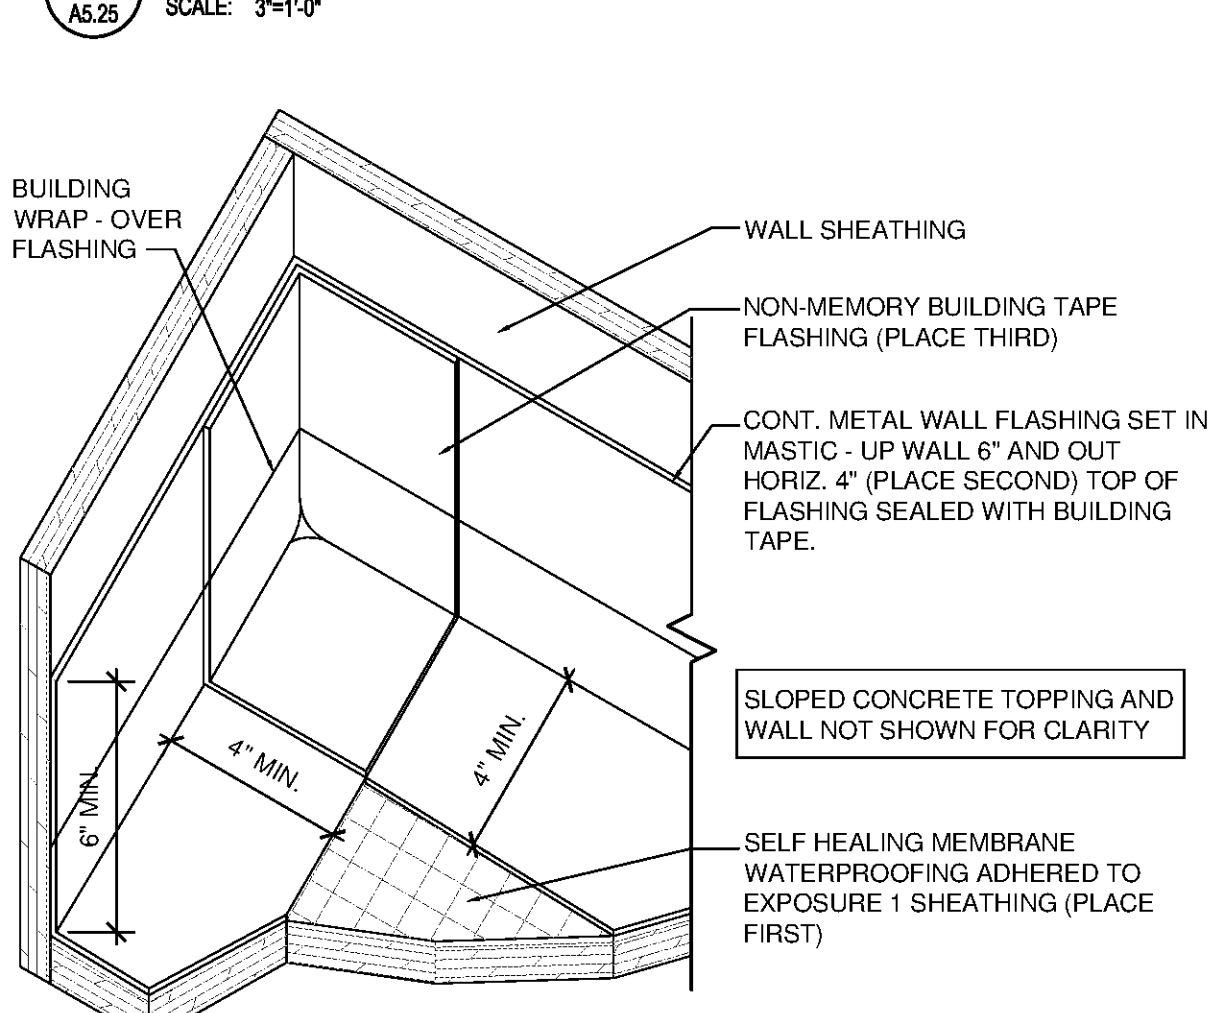 A5.25
SCALE: 3"=1'-0"
BUILDING
WRAP - OVER
FLASHING
WALL SHEATHING
NON-MEMORY BUILDING TAPE
FLASHING (PLACE THIRD)
CONT. METAL WALL FLASHING SET IN
MASTIC - UP WALL 6" AND OUT
HORIZ. 4" (PLACE SECOND) TOP OF
FLASHING SEALED WITH BUILDING
TAPE.
SLOPED CONCRETE TOPPING AND
WALL NOT SHOWN FOR CLARITY
4" MIN.
4" MIN.
6" MIN.
SELF HEALING MEMBRANE
WATERPROOFING ADHERED TO
EXPOSURE 1 SHEATHING (PLACE
FIRST)